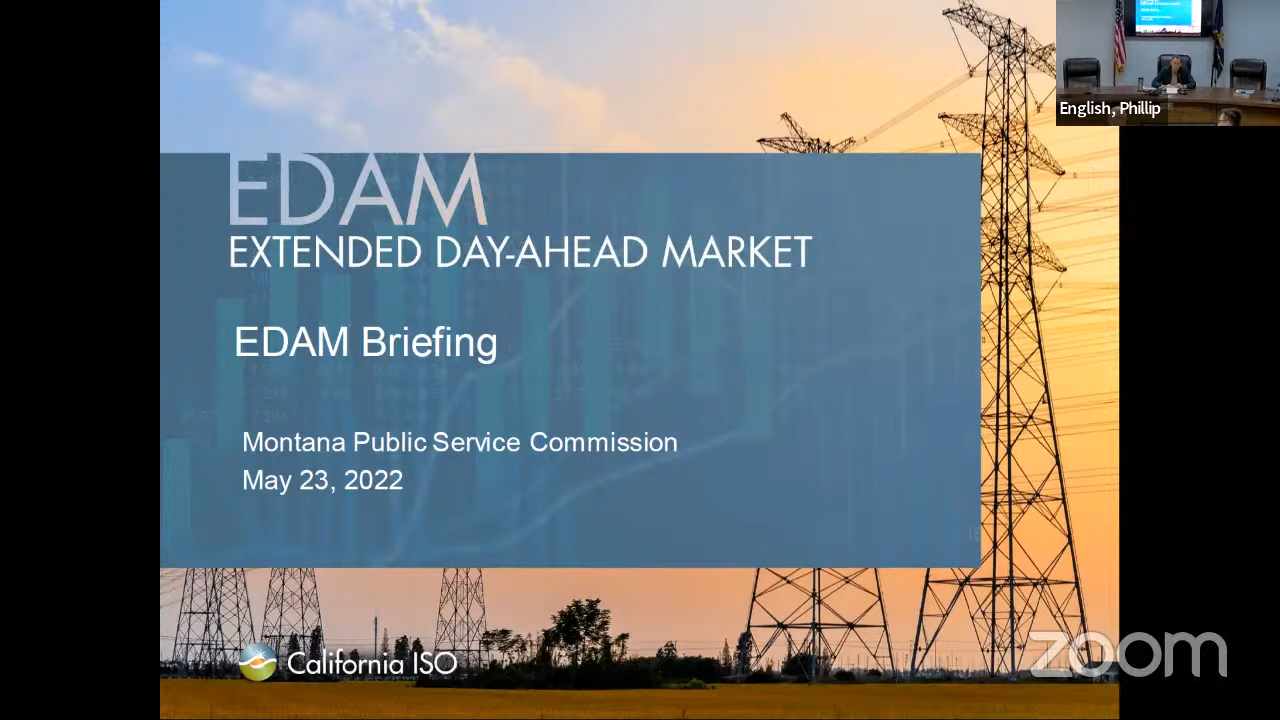 EDAM
EXTENDED DAY-AHEAD MARKET
EDAM Briefing
Montana Public Service Commission
May 23, 2022
California ISO
English, Phillip
zoom